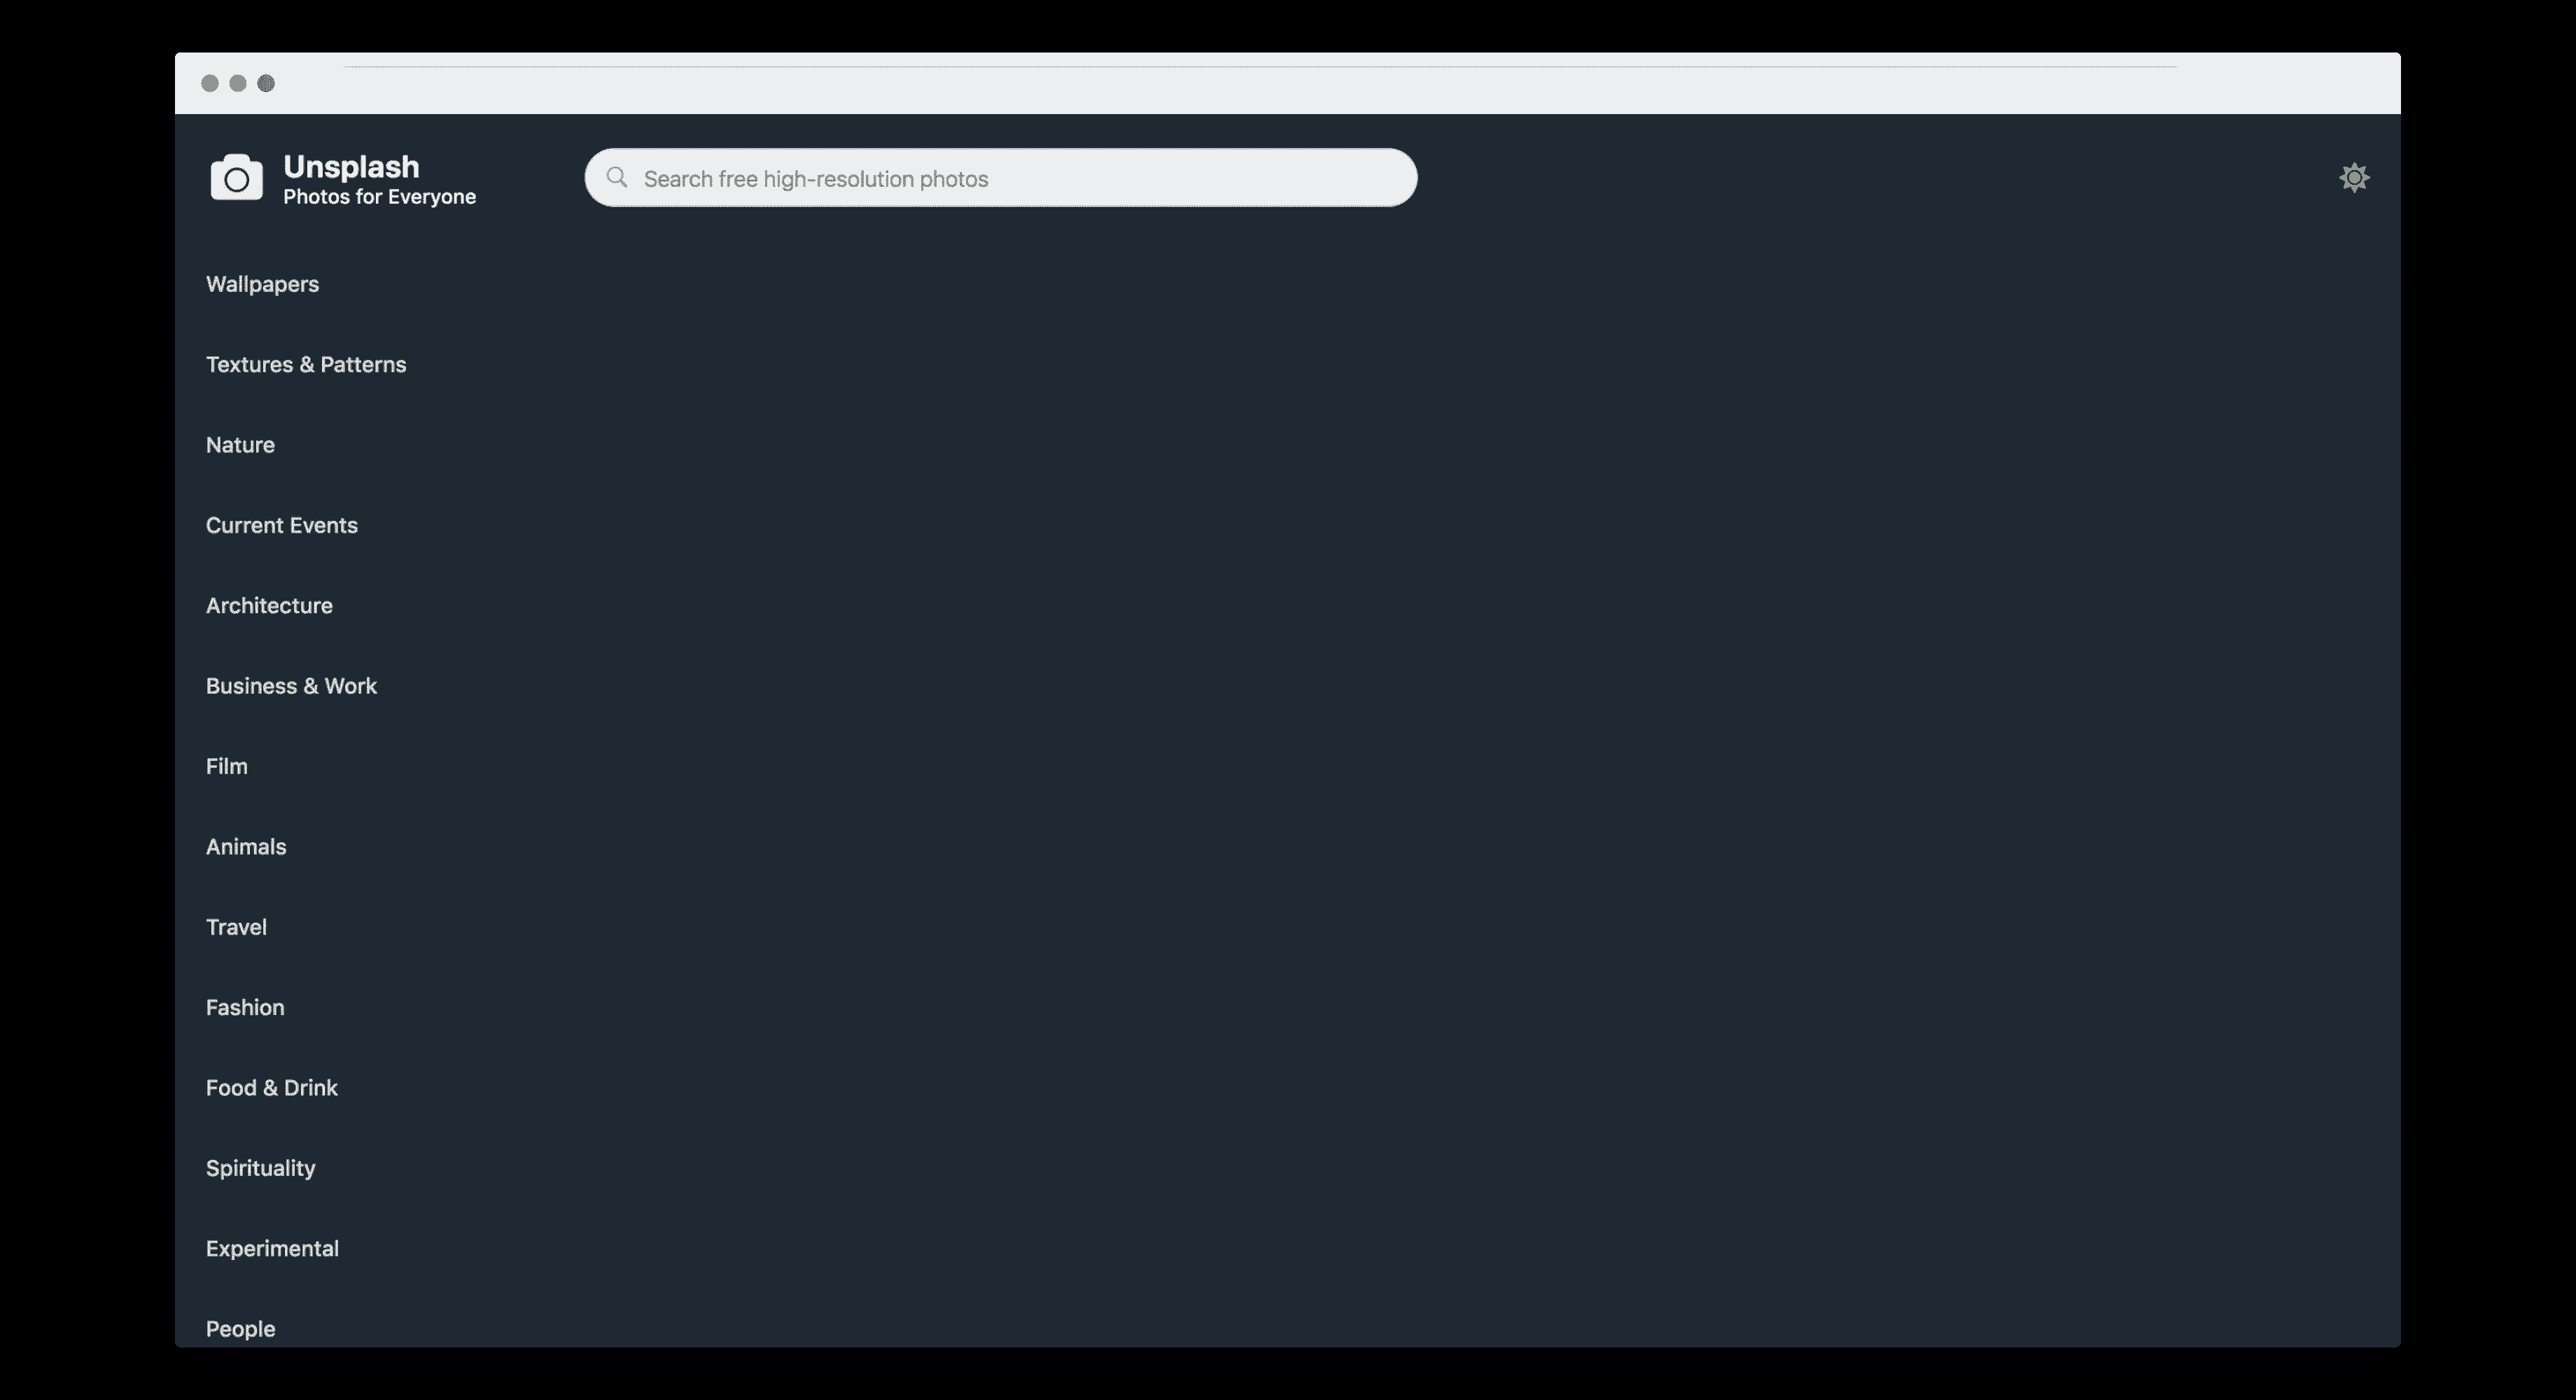 Unsplash
Photos for Everyone
Search free high-resolution photos
Wallpapers
Textures & Patterns
Nature
Current Events
Architecture
Business & Work
Film
Animals
Travel
Fashion
Food & Drink
Spirituality
Experimental
People